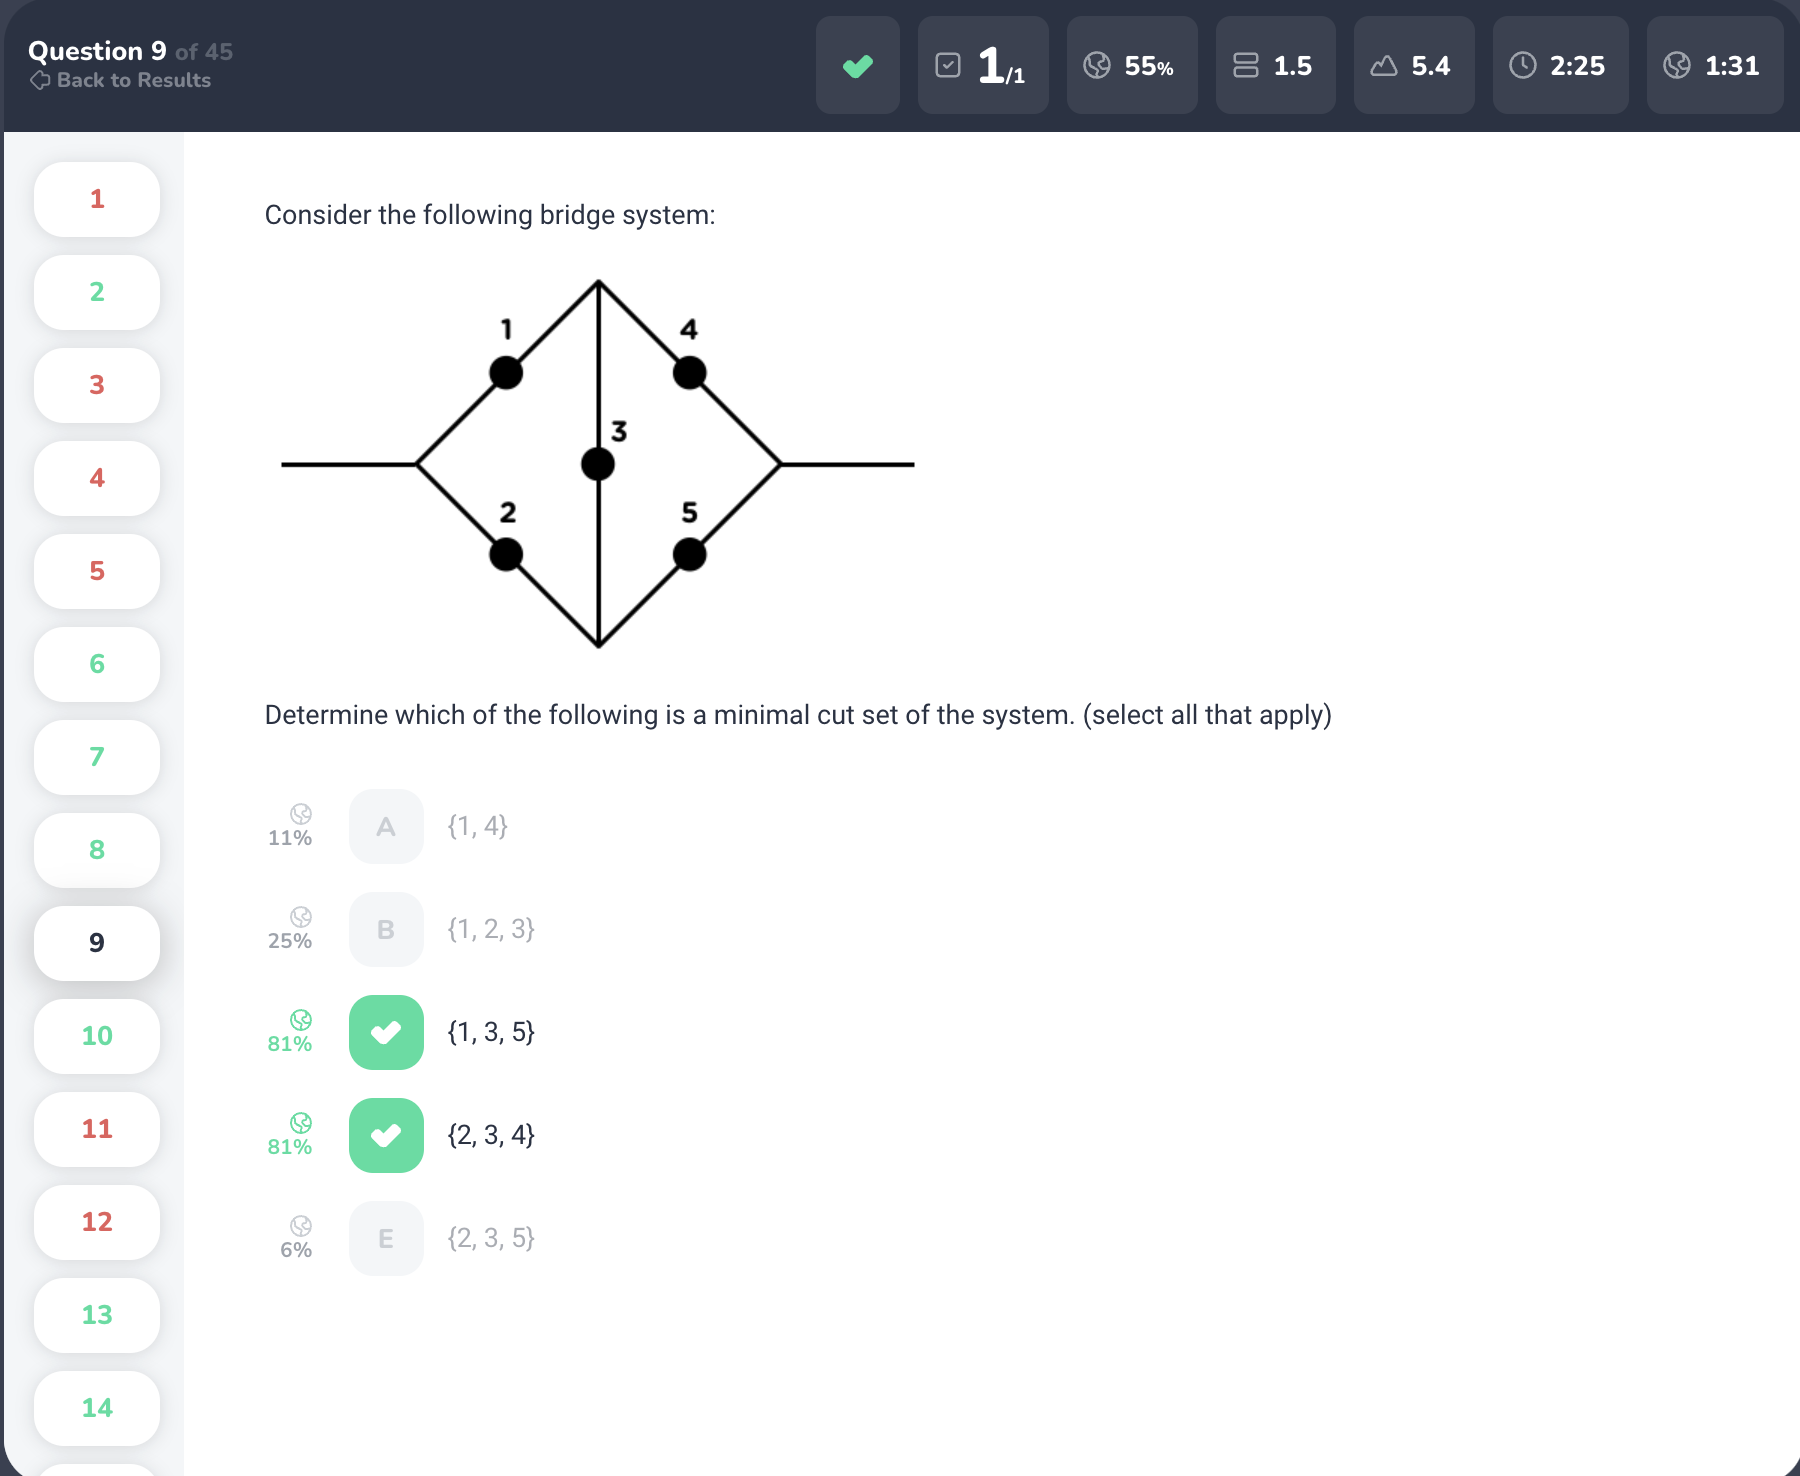 Question 9 of 45
Back to Results
1/1
55%
1.5
5.4
2:25
1:31
1
2
3
4
5
6
7
8
9
10
11
12
13
14
Consider the following bridge system:
1
4
3
2
5
Determine which of the following is a minimal cut set of the system. (select all that apply)
11% A {1, 4}
25% B {1, 2, 3}
81% {1, 3, 5}
81% {2, 3, 4}
6% E {2, 3, 5}